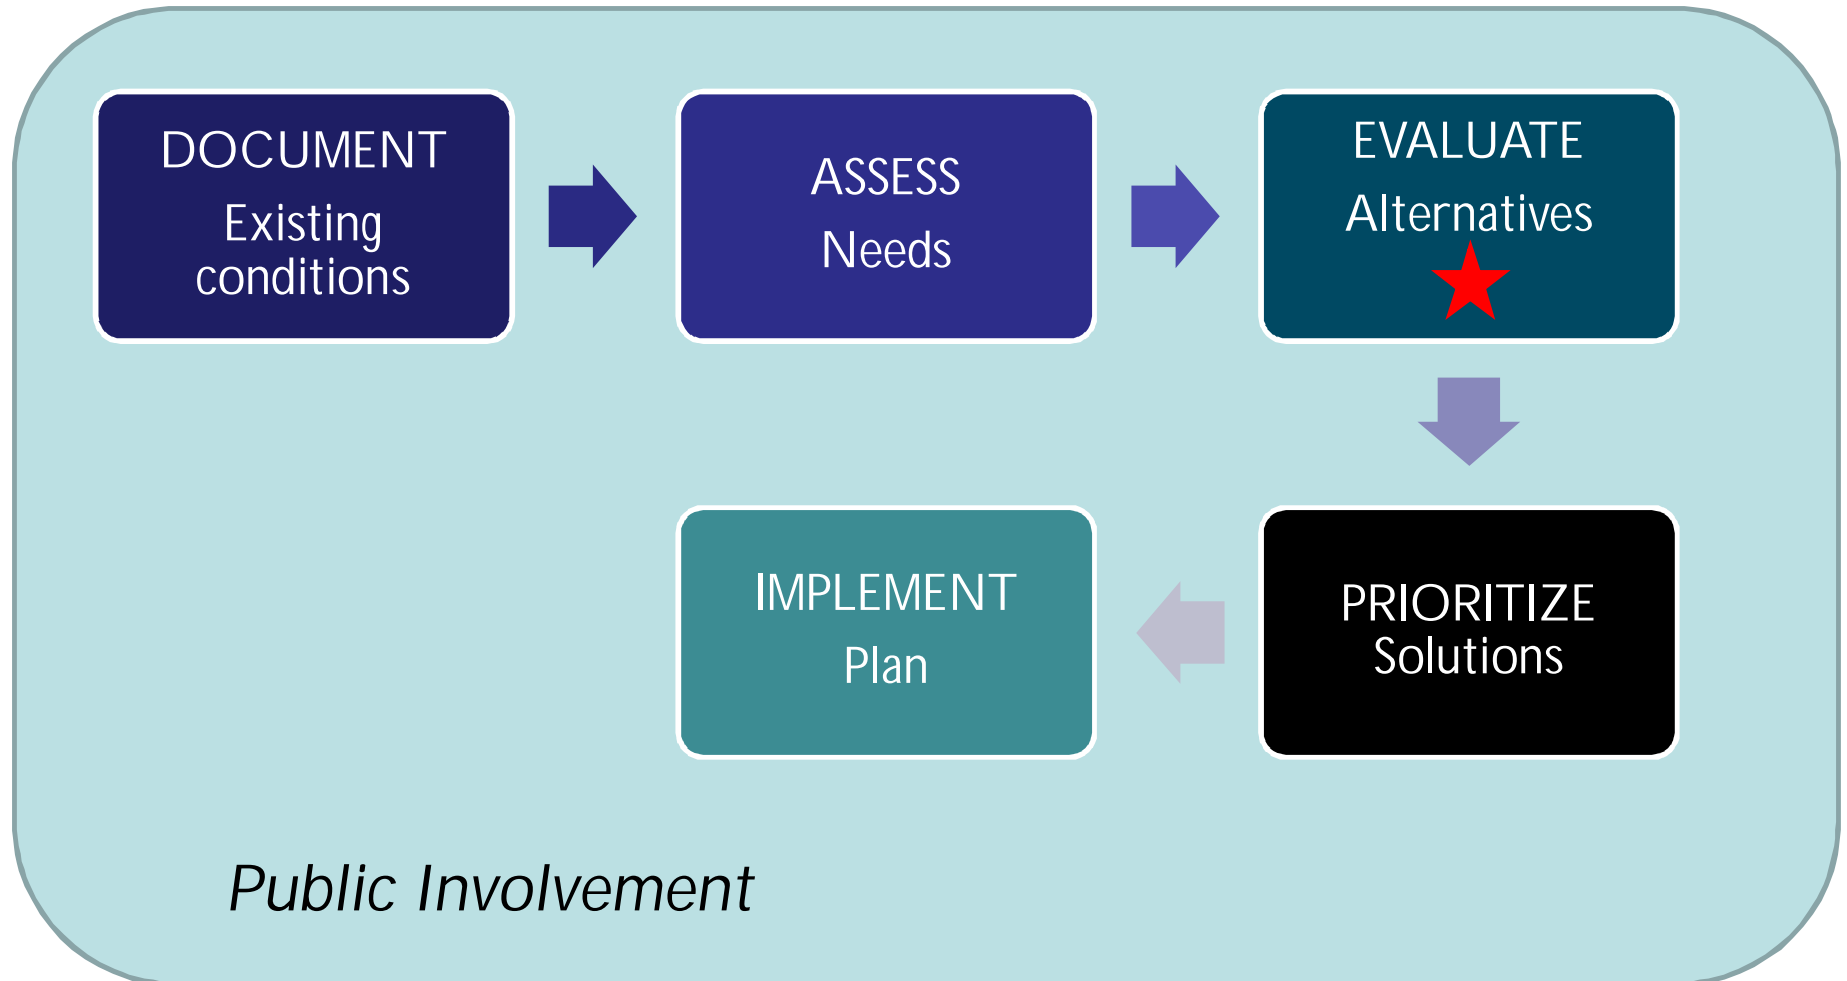 DOCUMENT
Existing
conditions
ASSESS
Needs
EVALUATE
Alternatives
PRIORITIZE
Solutions
IMPLEMENT
Plan
Public Involvement